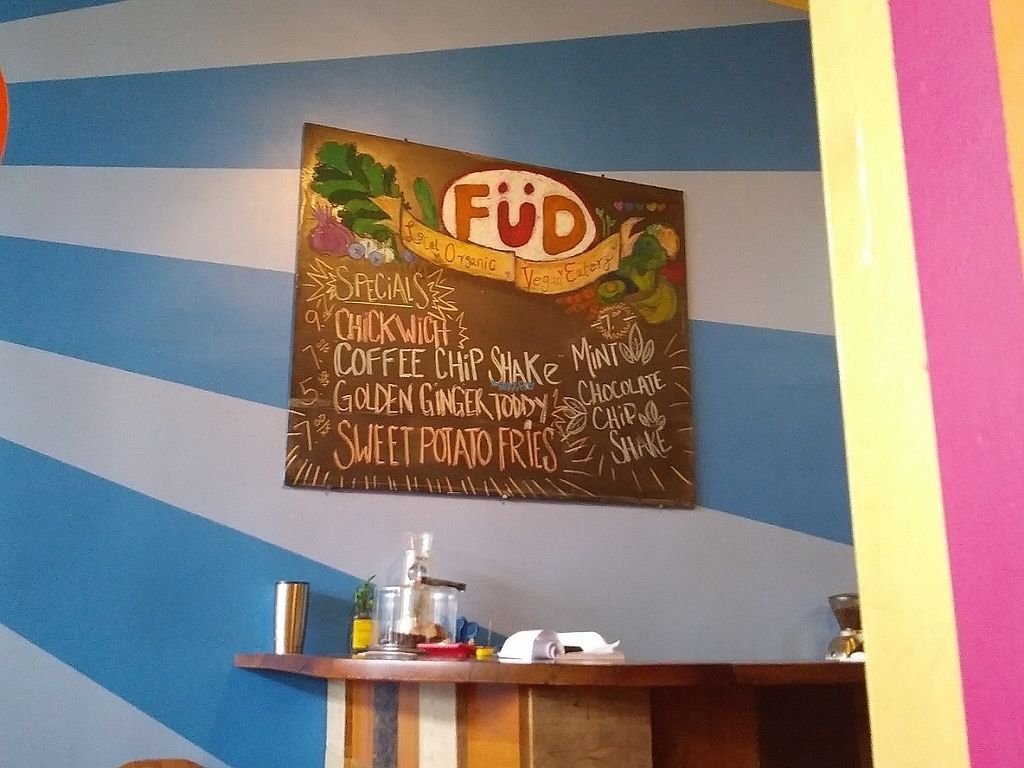 FÜD
Local Organic Vegan Eatery
SPECIALS
9. CHICKWICH
7. COFFEE CHIP SHAKE
5. GOLDEN GINGER TODDY
7. SWEET POTATO FRIES
7.
MINT
CHOCOLATE
CHIP
SHAKE